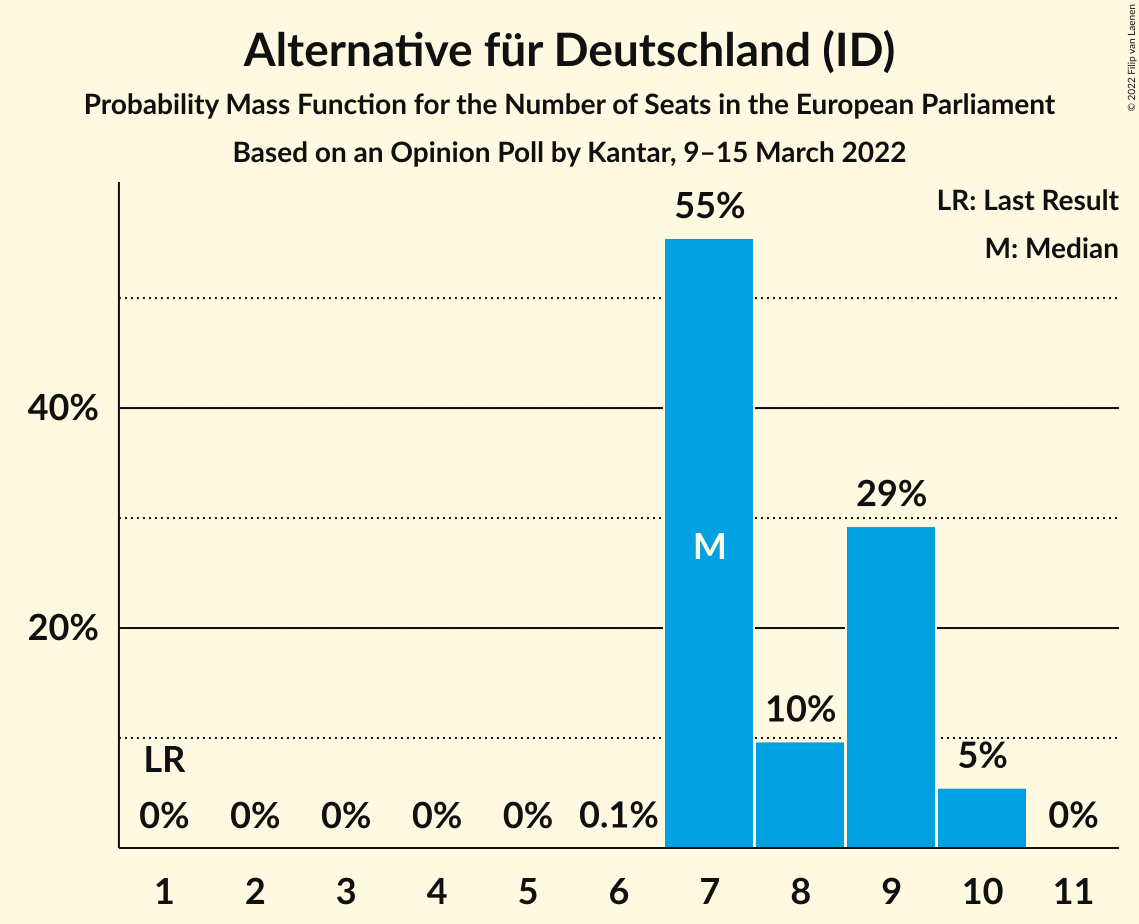 Alternative für Deutschland (ID)
Probability Mass Function for the Number of Seats in the European Parliament
Based on an Opinion Poll by Kantar, 9–15 March 2022
© 2022 Filip van Laenen
LR: Last Result
M: Median
55%
40%
29%
M
20%
10%
LR
5%
0% 0% 0% 0% 0% 0.1% 0%
1 2 3 4 5 6 7 8 9 10 11